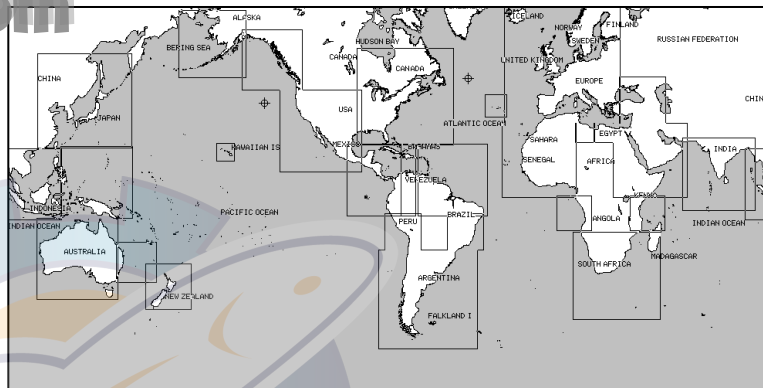 ALASKA
ICELAND
NORWAY
FINLAND
SWEDEN
RUSSIAN FEDERATION
HUDSON BAY
BERING SEA
CANADA
UNITED KINGDOM
CANADA
CHINA
EUROPE
CHIN
USA
JAPAN
ATLANTIC OCEAN
EGYPT
SAHARA
MEXICO
BAHAMAS
HAWAIIAN IS
INDIA
SENEGAL
AFRICA
VENEZUELA
KENYA
INDONESIA
PACIFIC OCEAN
BRAZIL
PERU
ANGOLA
INDIAN OCEAN
INDIAN OCEAN
AUSTRALIA
MADAGASCAR
SOUTH AFRICA
ARGENTINA
NEW ZEALAND
FALKLAND I